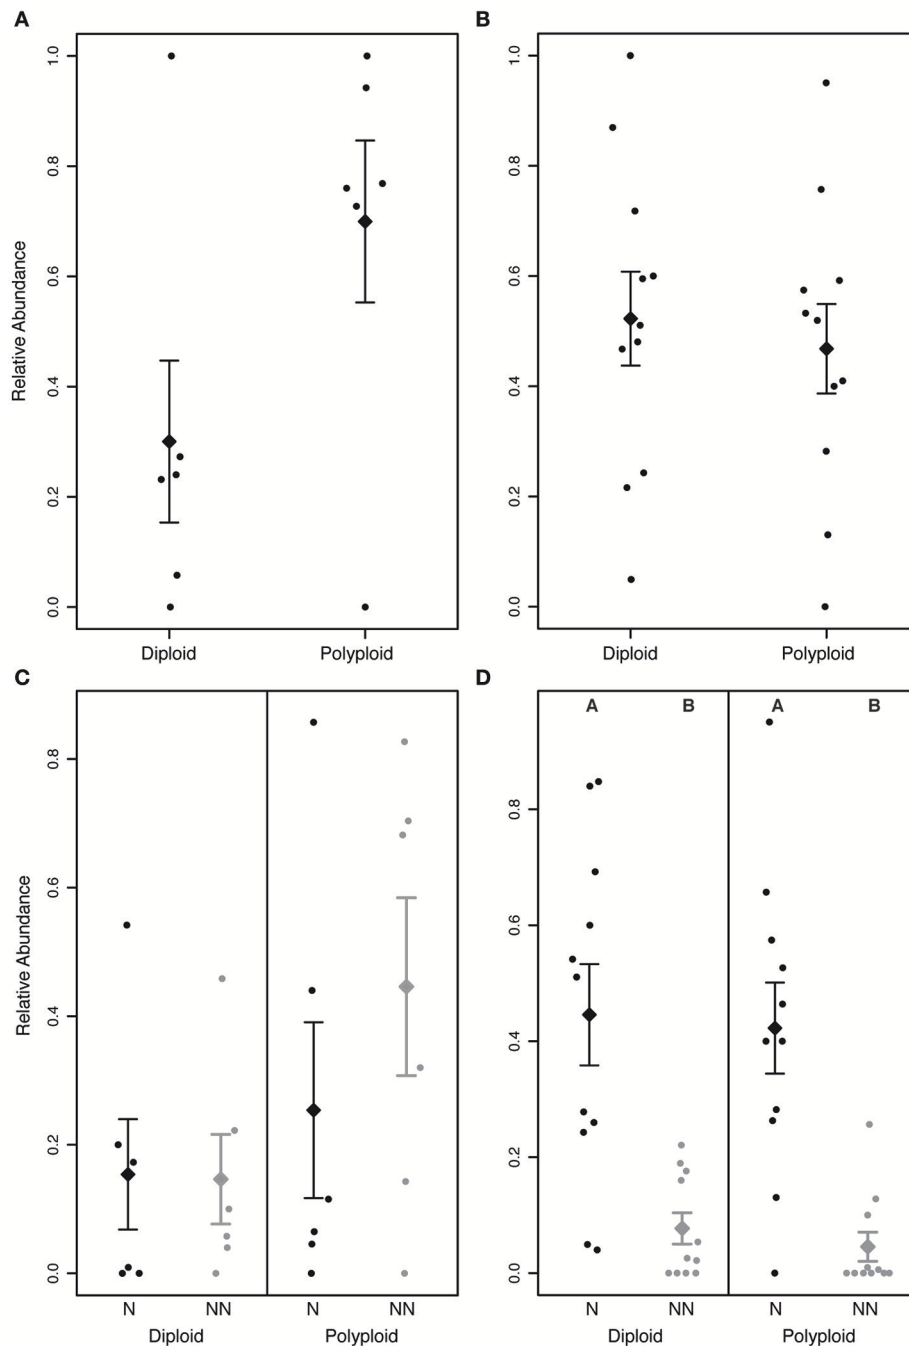 A
B
1.0
0.8
0.6
0.4
0.2
0.0
Relative Abundance
Diploid
Polyploid
1.0
0.8
0.6
0.4
0.2
0.0
Diploid
Polyploid
C
D
0.8
0.6
0.4
0.2
0.0
Relative Abundance
N
NN
N
NN
Diploid
Polyploid
A
B
A
B
0.8
0.6
0.4
0.2
0.0
N
NN
N
NN
Diploid
Polyploid